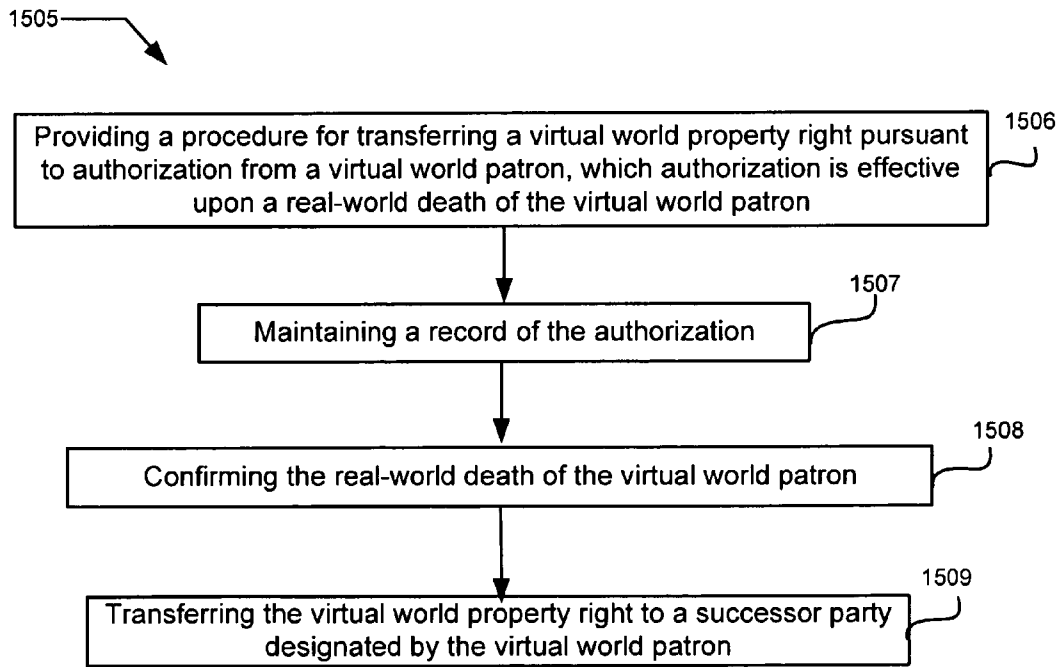 1505
Providing a procedure for transferring a virtual world property right pursuant
to authorization from a virtual world patron, which authorization is effective
upon a real-world death of the virtual world patron
1506
1507
Maintaining a record of the authorization
1508
Confirming the real-world death of the virtual world patron
1509
Transferring the virtual world property right to a successor party
designated by the virtual world patron